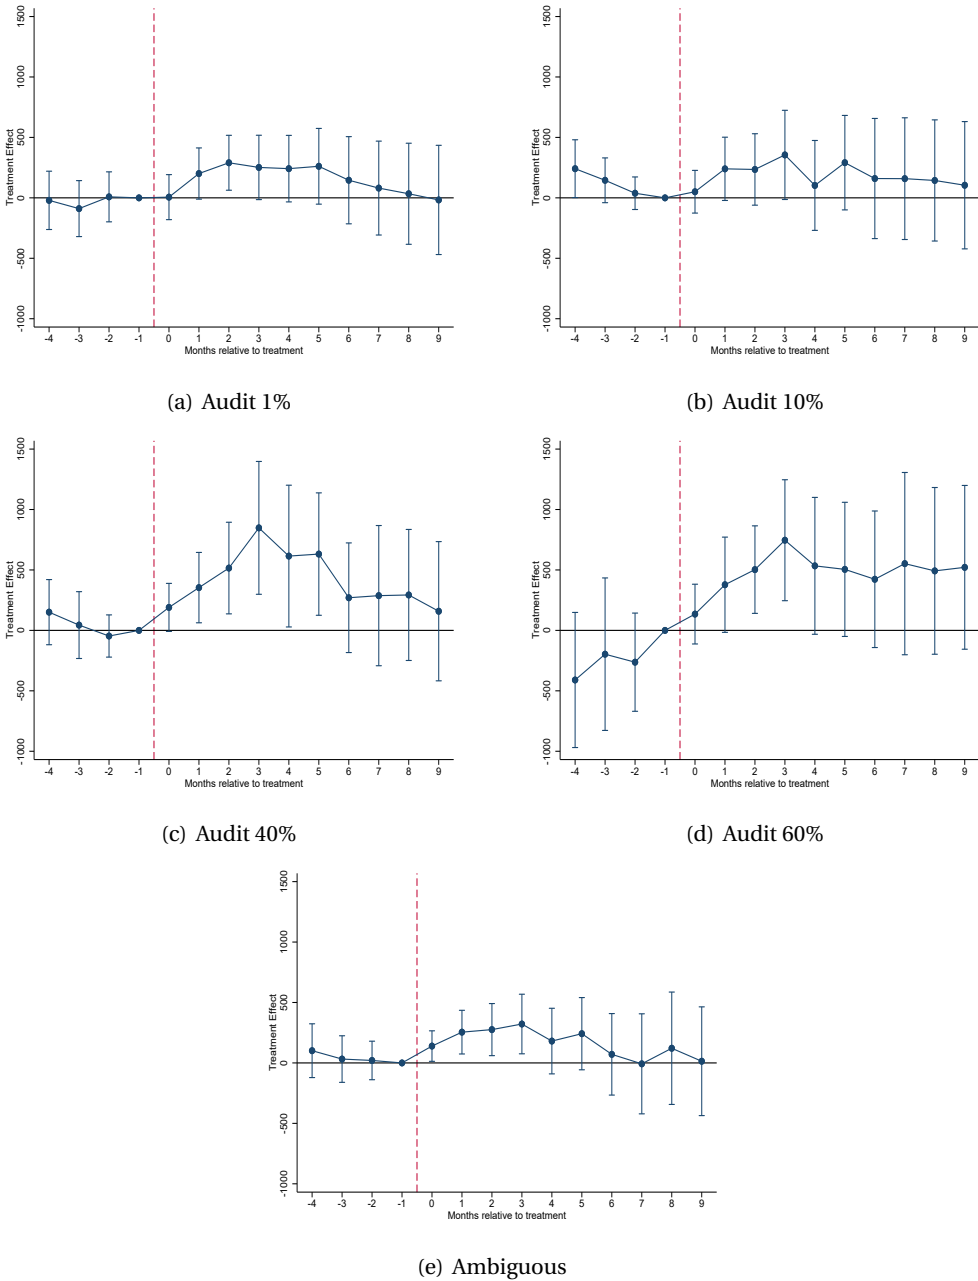 1500
1000
500
0
-500
-1000
Treatment Effect
-4 -3 -2 -1 0 1 2 3 4 5 6 7 8 9
Months relative to treatment
(a) Audit 1%
1500
1000
500
0
-500
-1000
Treatment Effect
-4 -3 -2 -1 0 1 2 3 4 5 6 7 8 9
Months relative to treatment
(b) Audit 10%
1500
1000
500
0
-500
-1000
Treatment Effect
-4 -3 -2 -1 0 1 2 3 4 5 6 7 8 9
Months relative to treatment
(c) Audit 40%
1500
1000
500
0
-500
-1000
Treatment Effect
-4 -3 -2 -1 0 1 2 3 4 5 6 7 8 9
Months relative to treatment
(d) Audit 60%
1500
1000
500
0
-500
-1000
Treatment Effect
-4 -3 -2 -1 0 1 2 3 4 5 6 7 8 9
Months relative to treatment
(e) Ambiguous